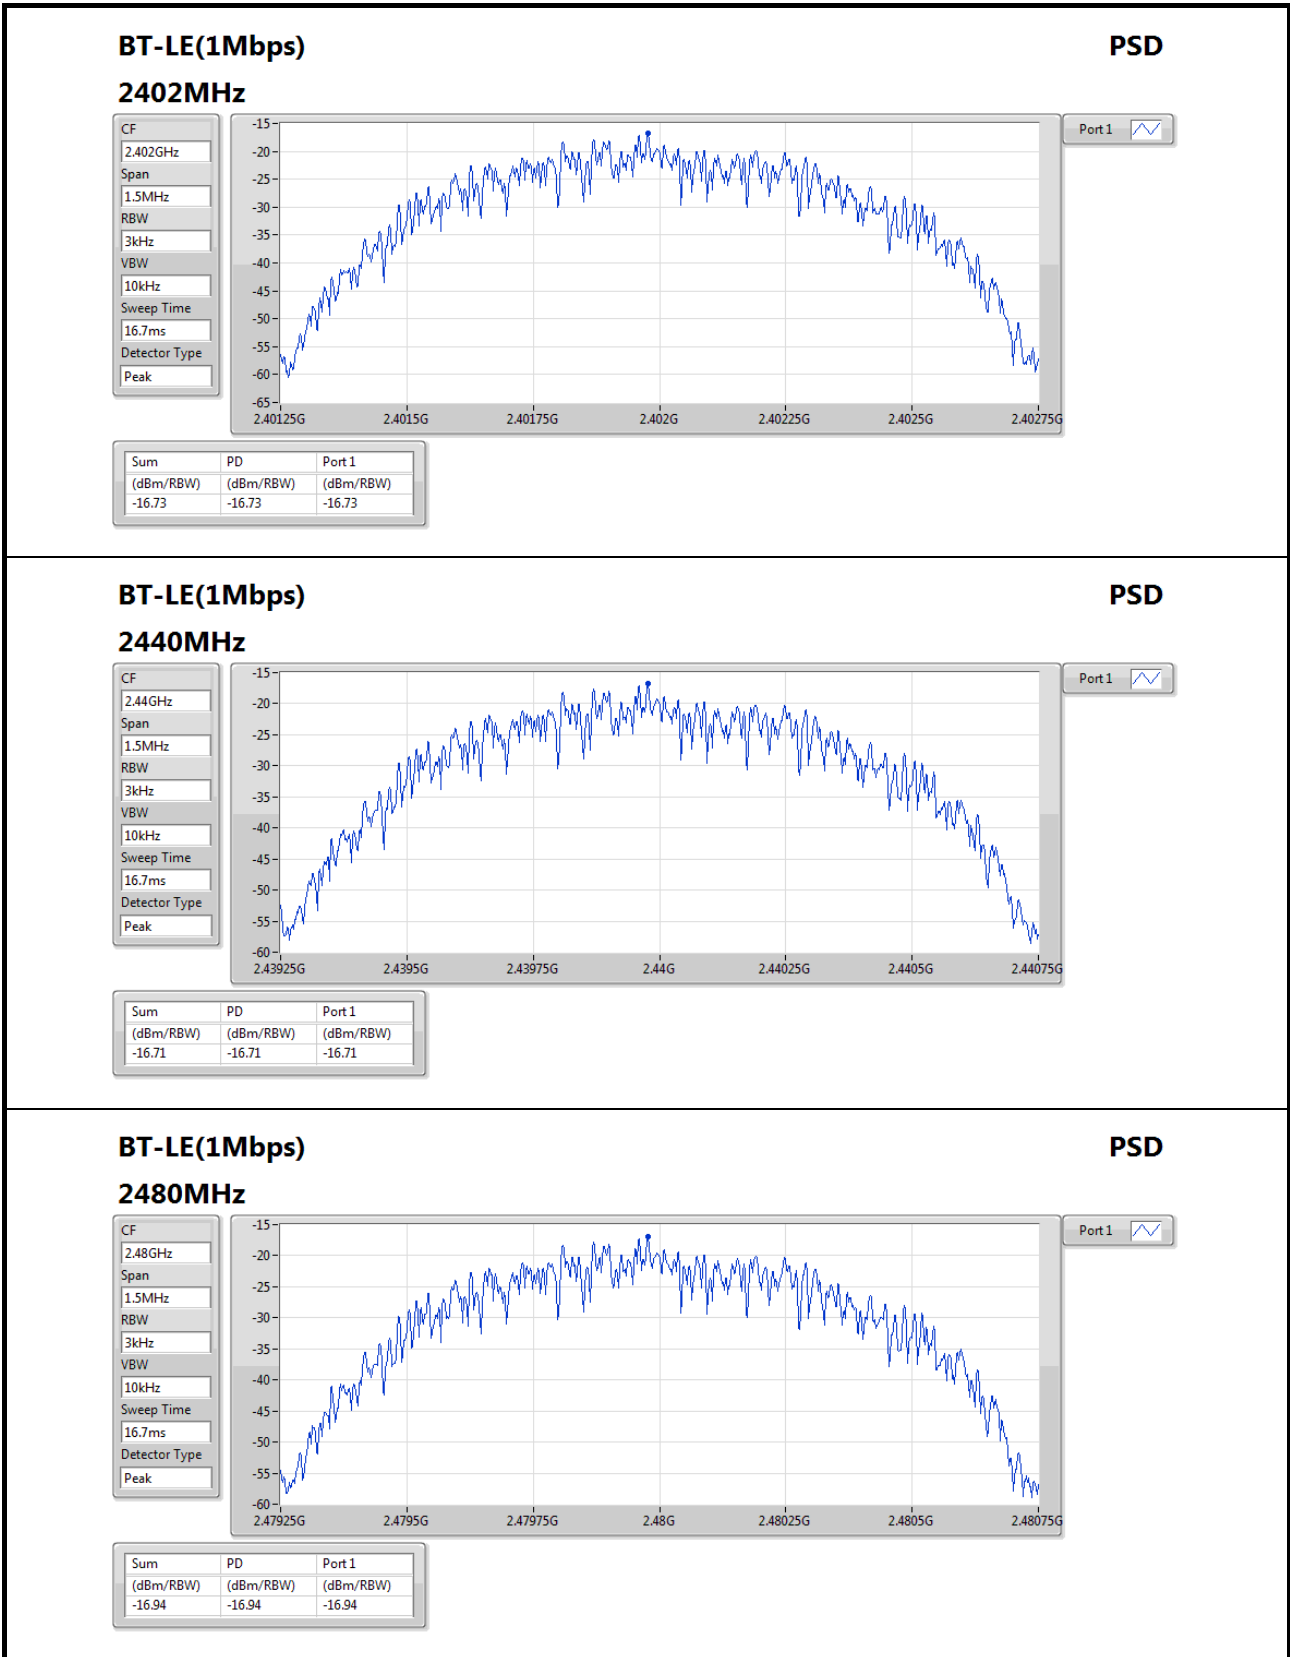 BT-LE(1Mbps) PSD
2402MHz
CF
2.402GHz
Span
1.5MHz
RBW
3kHz
VBW
10kHz
Sweep Time
16.7ms
Detector Type
Peak
-15
-20
-25
-30
-35
-40
-45
-50
-55
-60
-65
2.40125G 2.4015G 2.40175G 2.402G 2.40225G 2.4025G 2.40275G
Port 1
Sum PD Port 1
(dBm/RBW) (dBm/RBW) (dBm/RBW)
-16.73 -16.73 -16.73
BT-LE(1Mbps) PSD
2440MHz
CF
2.44GHz
Span
1.5MHz
RBW
3kHz
VBW
10kHz
Sweep Time
16.7ms
Detector Type
Peak
-15
-20
-25
-30
-35
-40
-45
-50
-55
-60
2.43925G 2.4395G 2.43975G 2.44G 2.44025G 2.4405G 2.44075G
Port 1
Sum PD Port 1
(dBm/RBW) (dBm/RBW) (dBm/RBW)
-16.71 -16.71 -16.71
BT-LE(1Mbps) PSD
2480MHz
CF
2.48GHz
Span
1.5MHz
RBW
3kHz
VBW
10kHz
Sweep Time
16.7ms
Detector Type
Peak
-15
-20
-25
-30
-35
-40
-45
-50
-55
-60
2.47925G 2.4795G 2.47975G 2.48G 2.48025G 2.4805G 2.48075G
Port 1
Sum PD Port 1
(dBm/RBW) (dBm/RBW) (dBm/RBW)
-16.94 -16.94 -16.94